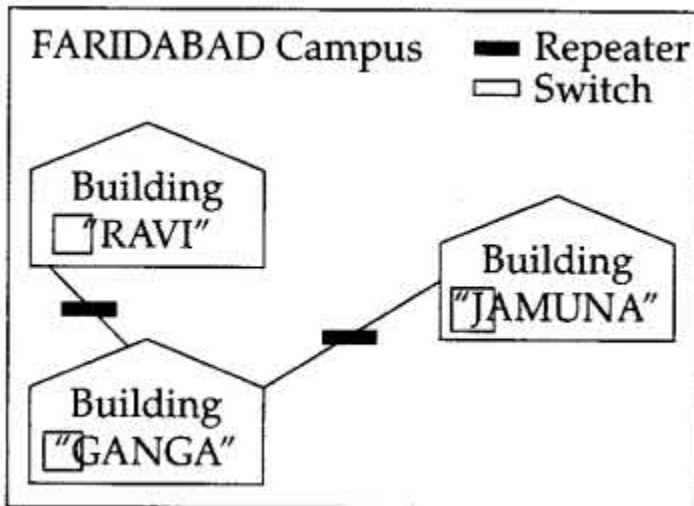 FARIDABAD Campus
Repeater
Switch
Building
"RAVI"
Building
"JAMUNA"
Building
"GANGA"